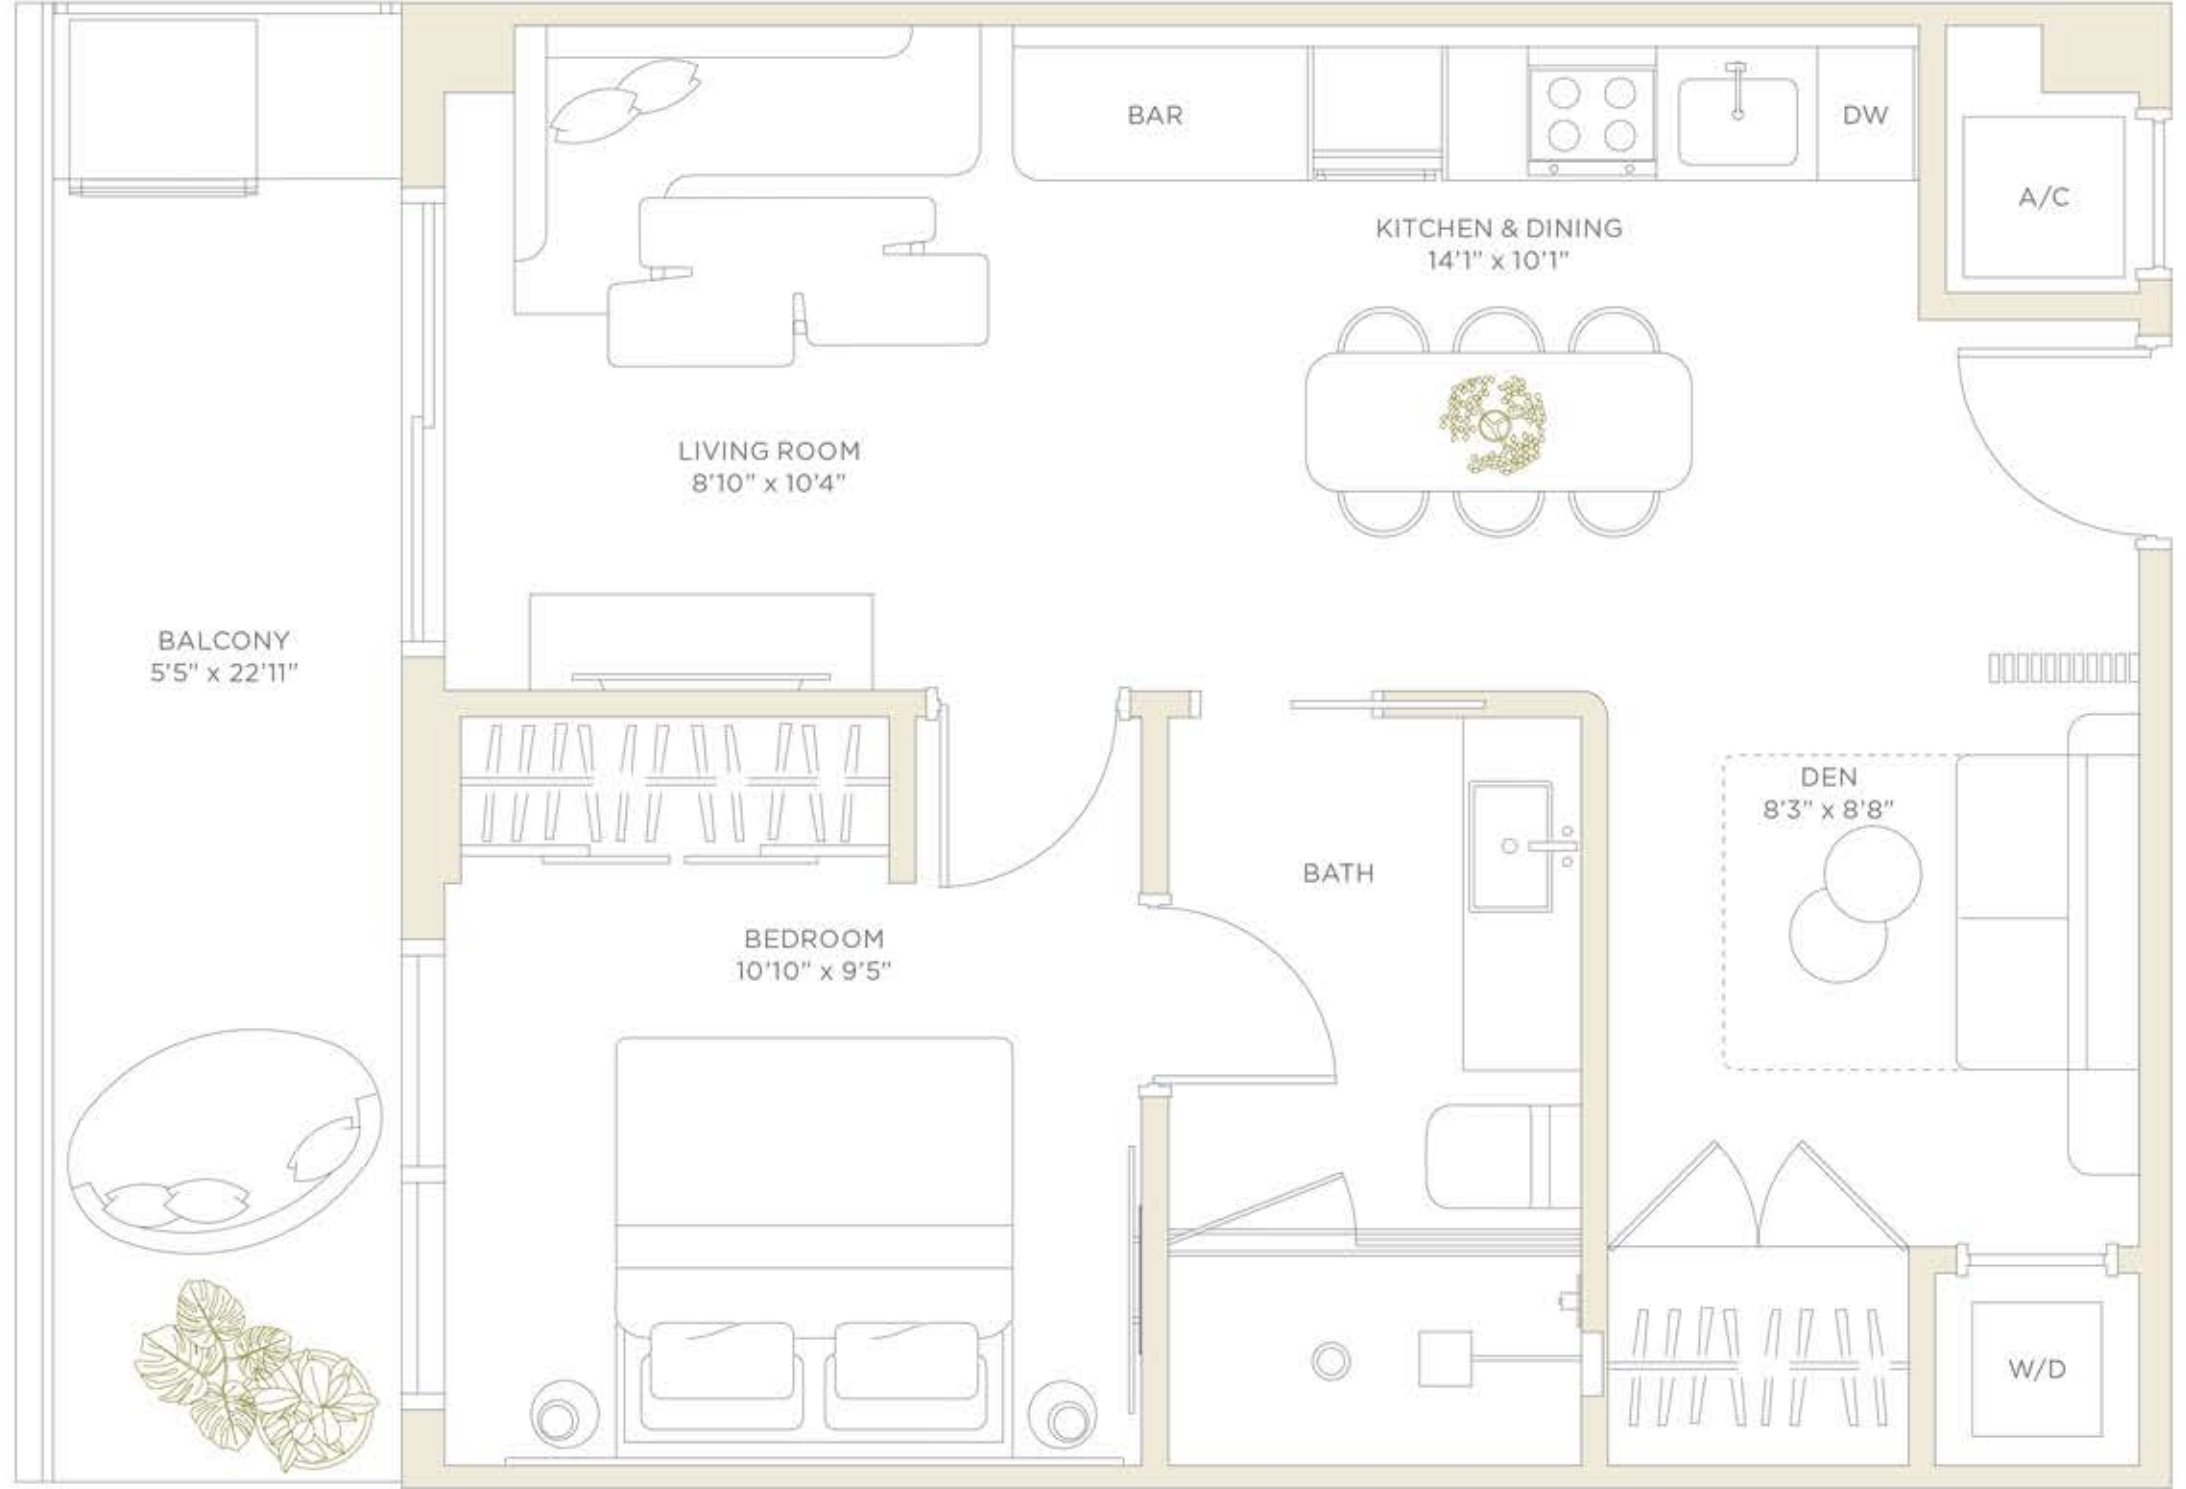 BAR
DW
A/C
KITCHEN & DINING
14'1" x 10'1"
LIVING ROOM
8'10" x 10'4"
BALCONY
5'5" x 22'11"
DEN
8'3" x 8'8"
BATH
BEDROOM
10'10" x 9'5"
W/D